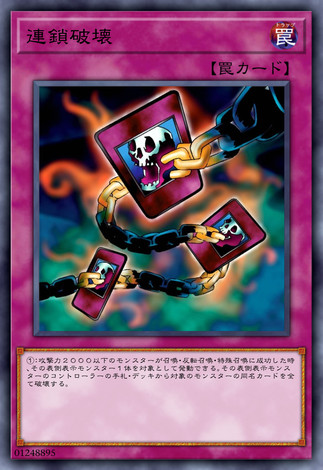 連鎖破壊
トラップ
罠
【罠カード】
①：攻撃力２０００以下のモンスターが召喚・反転召喚・特殊召喚に成功した時
、その表側表示モンスター１体を対象として発動できる。その表側表示モンス
ターのコントローラーの手札・デッキから対象のモンスターの同名カードを全
て破壊する。
01248895